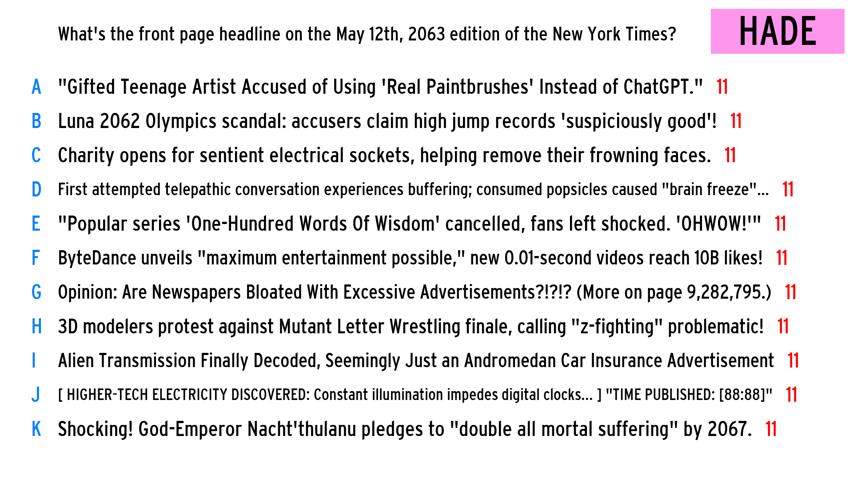 What's the front page headline on the May 12th, 2063 edition of the New York Times?
HADE
A "Gifted Teenage Artist Accused of Using 'Real Paintbrushes' Instead of ChatGPT." 11
B Luna 2062 Olympics scandal: accusers claim high jump records 'suspiciously good'! 11
C Charity opens for sentient electrical sockets, helping remove their frowning faces. 11
D First attempted telepathic conversation experiences buffering; consumed popsicles caused "brain freeze"... 11
E "Popular series 'One-Hundred Words Of Wisdom' cancelled, fans left shocked. 'OHWOW!'" 11
F ByteDance unveils "maximum entertainment possible," new 0.01-second videos reach 10B likes! 11
G Opinion: Are Newspapers Bloated With Excessive Advertisements?!?!? (More on page 9,282,795.) 11
H 3D modelers protest against Mutant Letter Wrestling finale, calling "z-fighting" problematic! 11
I Alien Transmission Finally Decoded, Seemingly Just an Andromedan Car Insurance Advertisement 11
J [ HIGHER-TECH ELECTRICITY DISCOVERED: Constant illumination impedes digital clocks... ] "TIME PUBLISHED: [88:88]" 11
K Shocking! God-Emperor Nacht'thulanu pledges to "double all mortal suffering" by 2067. 11